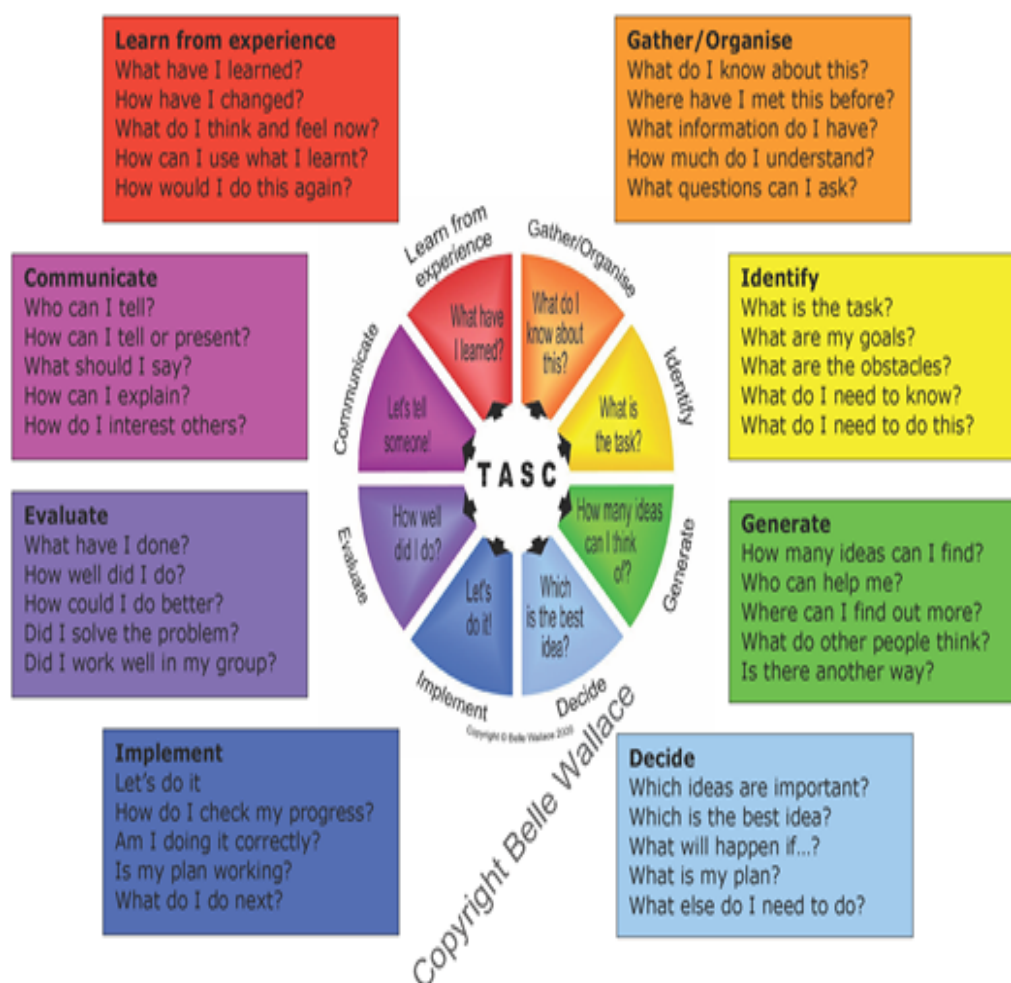 Learn from experience
What have I learned?
How have I changed?
What do I think and feel now?
How can I use what I learnt?
How would I do this again?
Gather/Organise
What do I know about this?
Where have I met this before?
What information do I have?
How much do I understand?
What questions can I ask?
Communicate
Who can I tell?
How can I tell or present?
What should I say?
How can I explain?
How do I interest others?
Identify
What is the task?
What are my goals?
What are the obstacles?
What do I need to know?
What do I need to do this?
Evaluate
What have I done?
How well did I do?
How could I do better?
Did I solve the problem?
Did I work well in my group?
Generate
How many ideas can I find?
Who can help me?
Where can I find out more?
What do other people think?
Is there another way?
Implement
Let's do it
How do I check my progress?
Am I doing it correctly?
Is my plan working?
What do I do next?
Decide
Which ideas are important?
Which is the best idea?
What will happen if...?
What is my plan?
What else do I need to do?
Learn from
experience
What have
I learned?
Gather/Organise
What do I
know about
this?
Identify
What is
the task?
Generate
How many ideas
can I think
of?
Decide
Which
is the best
idea?
Implement
Let's
do it!
Evaluate
How well
did I do?
Communicate
Let's tell
someone!
TASC
Copyright © Belle Wallace 2000
Copyright Belle Wallace